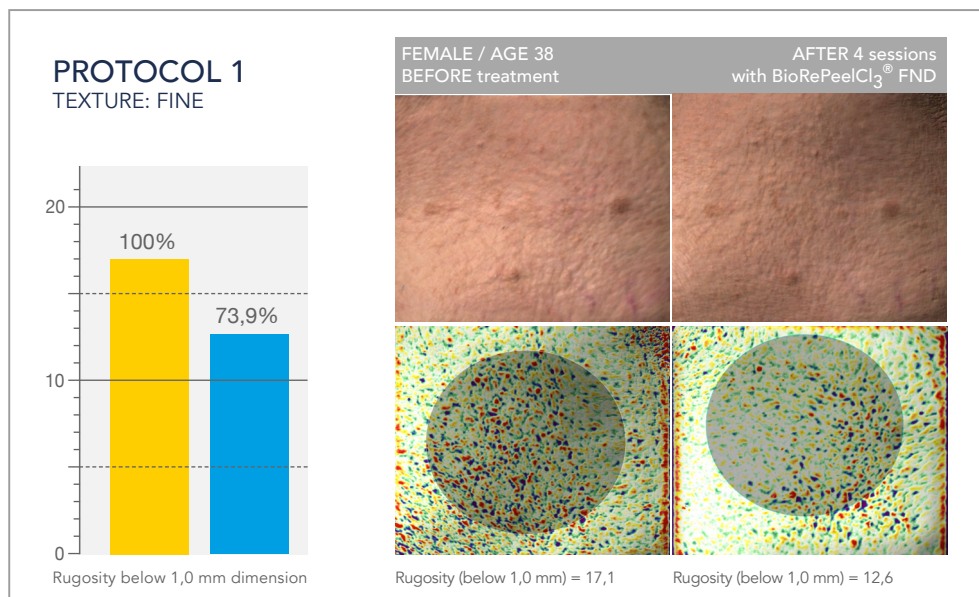 PROTOCOL 1
TEXTURE: FINE
20
10
0
100%
73,9%
Rugosity below 1,0 mm dimension
FEMALE / AGE 38
BEFORE treatment
AFTER 4 sessions
with BioRePeelCl3® FND
Rugosity (below 1,0 mm) = 17,1
Rugosity (below 1,0 mm) = 12,6